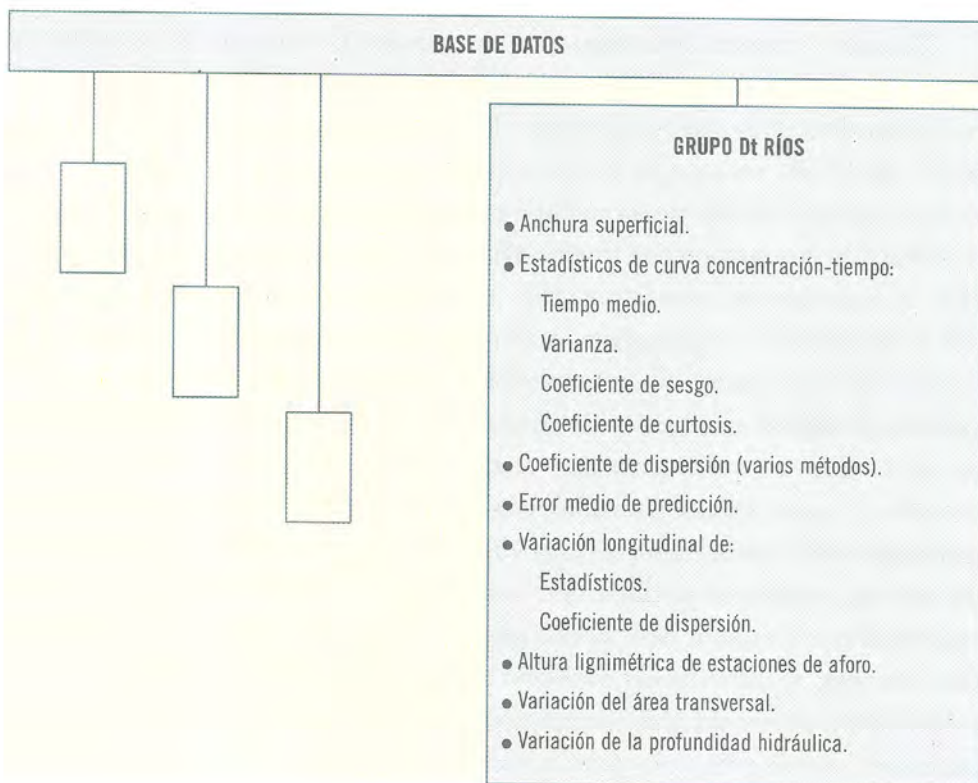 BASE DE DATOS
GRUPO Dt RÍOS
● Anchura superficial.
● Estadísticos de curva concentración-tiempo:
Tiempo medio.
Varianza.
Coeficiente de sesgo.
Coeficiente de curtosis.
● Coeficiente de dispersión (varios métodos).
● Error medio de predicción.
● Variación longitudinal de:
Estadísticos.
Coeficiente de dispersión.
● Altura lignimétrica de estaciones de aforo.
● Variación del área transversal.
● Variación de la profundidad hidráulica.